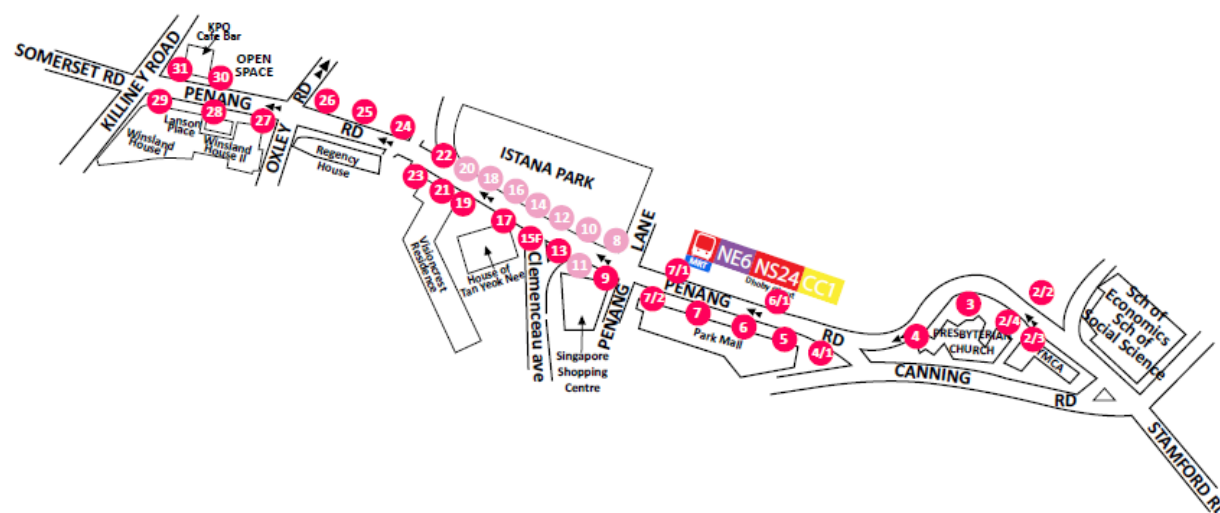 KPO
Cafe Bar
OPEN
SPACE
SOMERSET RD
KILLINEY ROAD
31
30
PENANG
RD
29
28
27
26
25
24
Lanson
Place
Winsland
House I
Winsland
House II
OXLEY
RD
Regency
House
ISTANA PARK
22
20
18
16
14
12
10
8
23
21
19
17
15F
13
11
9
Visioncrest
Residence
House of
Tan Yeok Nee
Clemenceau ave
Singapore
Shopping
Centre
PENANG
LANE
MRT
NE6
NS24
CC1
7/1
6/1
7/2
PENANG
RD
7
6
5
4/1
Park Mall
2/2
3
2/4
2/3
4
PRESBYTERIAN
CHURCH
YMCA
CANNING
RD
Sch of
Economics
Sch of
Social Science